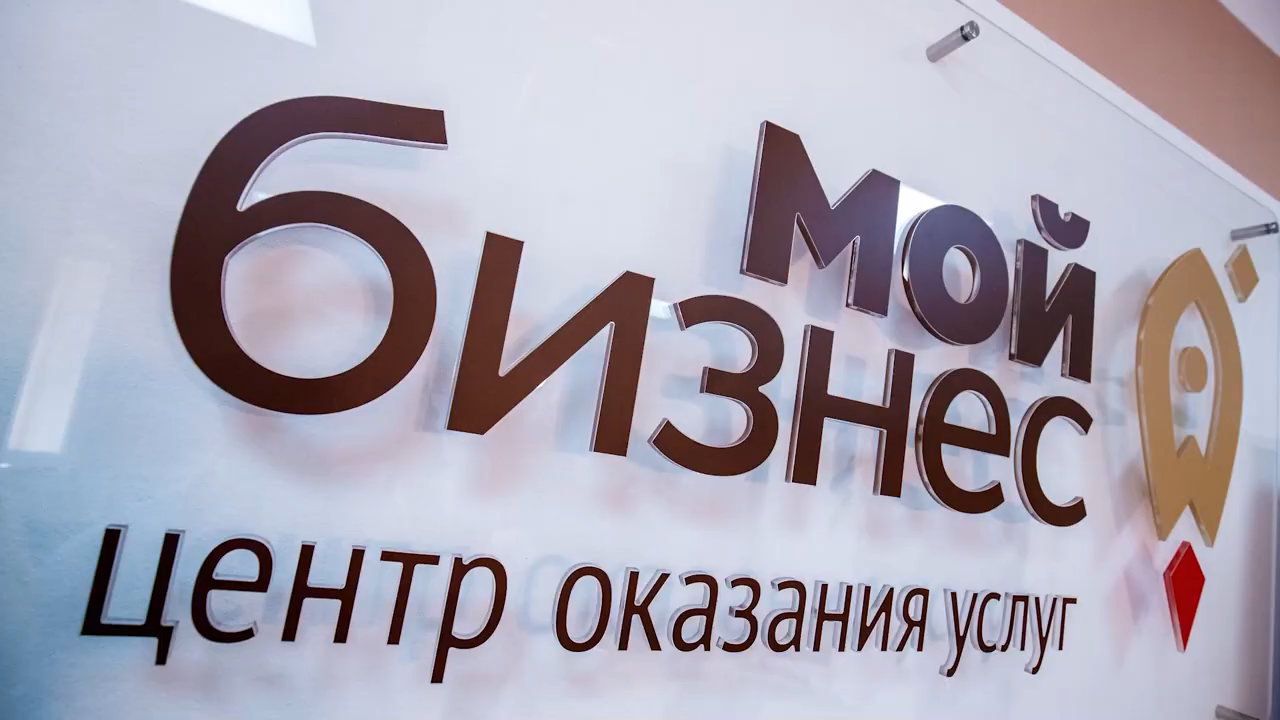 мой
бизнес
центр оказания услуг